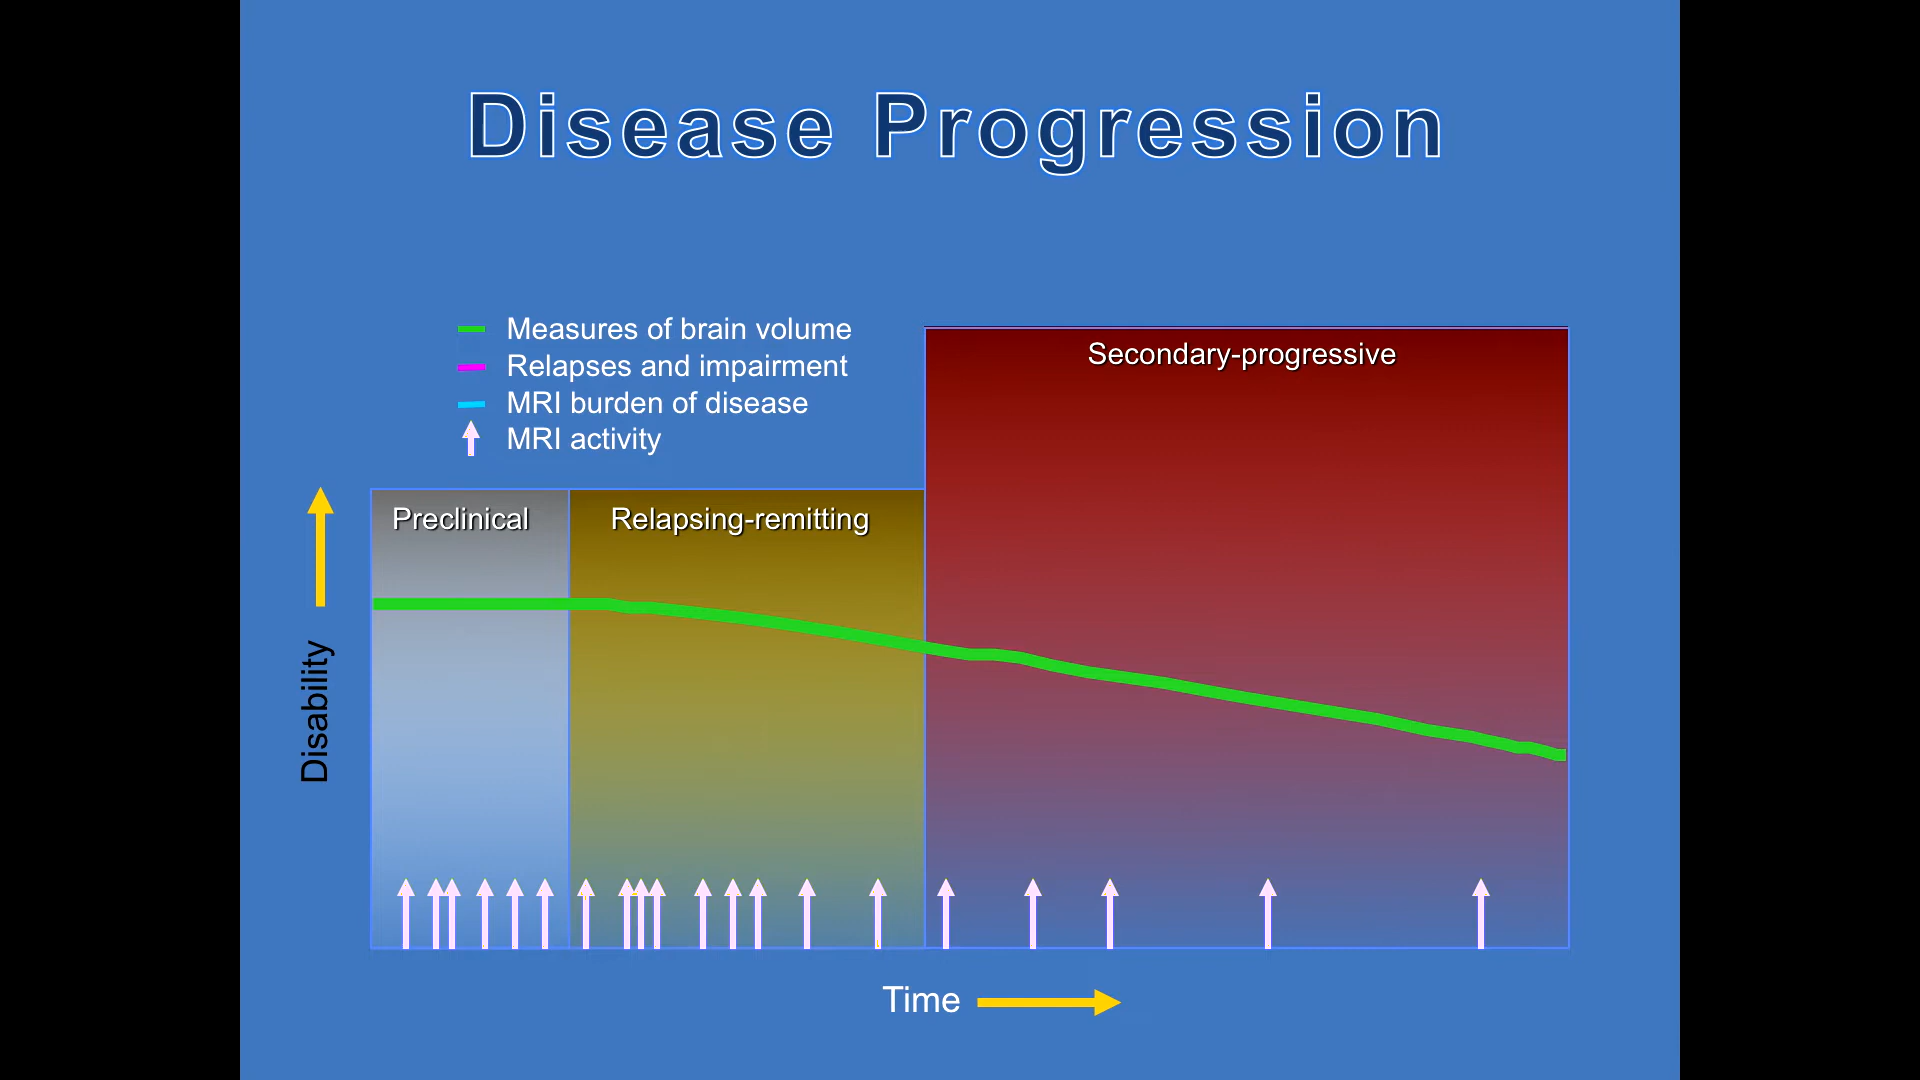 Disease Progression
Measures of brain volume
Relapses and impairment
MRI burden of disease
MRI activity
Secondary-progressive
Preclinical
Relapsing-remitting
Disability
Time